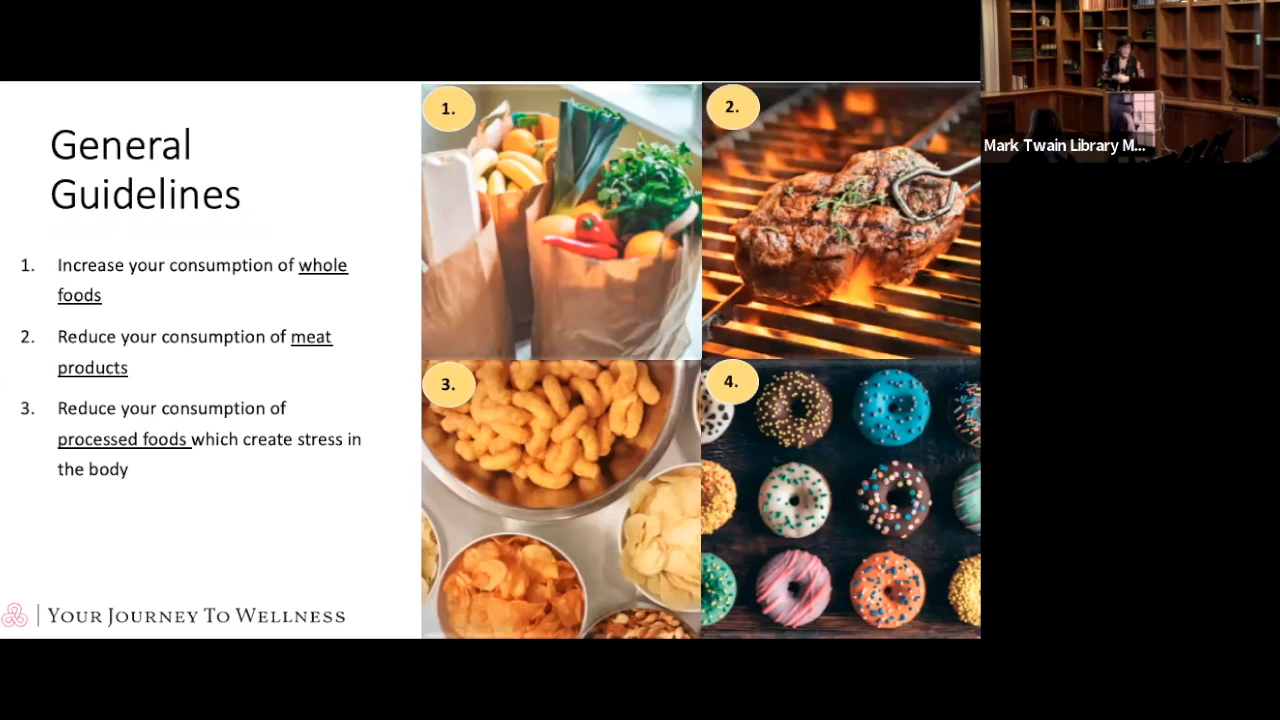 General
Guidelines
1. Increase your consumption of whole
foods
2. Reduce your consumption of meat
products
3. Reduce your consumption of
processed foods which create stress in
the body
YOUR JOURNEY TO WELLNESS
1.
2.
3.
4.
Mark Twain Library M...